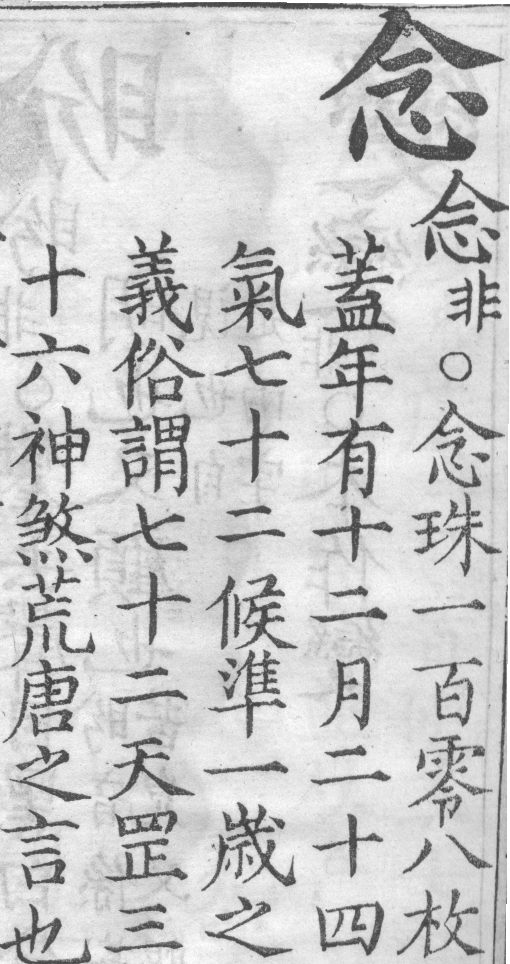 念
念非○念珠一百零八枚
蓋年有十二月二十四
氣七十二候準一嵗之
義俗謂七十二天罡三
十六神煞荒唐之言也